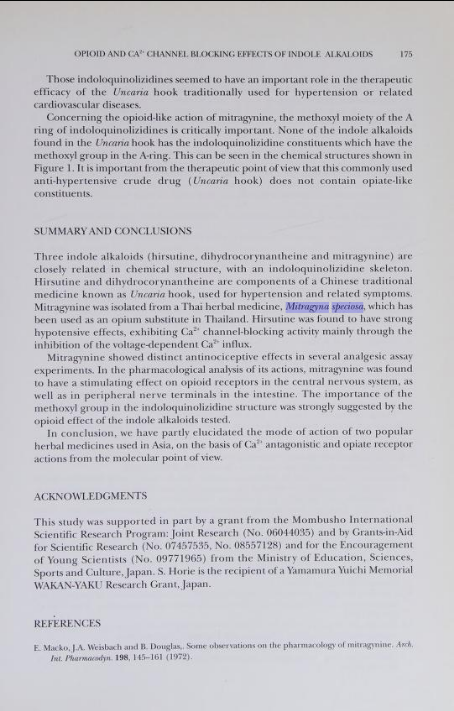 OPIOID AND CA²⁺ CHANNEL BLOCKING EFFECTS OF INDOLE ALKALOIDS 175
Those indoloquinolizidines seemed to have an important role in the therapeutic
efficacy of the Uncaria hook traditionally used for hypertension or related
cardiovascular diseases.
Concerning the opioid-like action of mitragynine, the methoxyl moiety of the A
ring of indoloquinolizidines is critically important. None of the indole alkaloids
found in the Uncaria hook has the indoloquinolizidine constituents which have the
methoxyl group in the A-ring. This can be seen in the chemical structures shown in
Figure 1. It is important from the therapeutic point of view that this commonly used
anti-hypertensive crude drug (Uncaria hook) does not contain opiate-like
constituents.
SUMMARY AND CONCLUSIONS
Three indole alkaloids (hirsutine, dihydrocorynantheine and mitragynine) are
closely related in chemical structure, with an indoloquinolizidine skeleton.
Hirsutine and dihydrocorynantheine are components of a Chinese traditional
medicine known as Uncaria hook, used for hypertension and related symptoms.
Mitragynine was isolated from a Thai herbal medicine, Mitragyna speciosa, which has
been used as an opium substitute in Thailand. Hirsutine was found to have strong
hypotensive effects, exhibiting Ca²⁺ channel-blocking activity mainly through the
inhibition of the voltage-dependent Ca²⁺ influx.
Mitragynine showed distinct antinociceptive effects in several analgesic assay
experiments. In the pharmacological analysis of its actions, mitragynine was found
to have a stimulating effect on opioid receptors in the central nervous system, as
well as in peripheral nerve terminals in the intestine. The importance of the
methoxyl group in the indoloquinolizidine structure was strongly suggested by the
opioid effect of the indole alkaloids tested.
In conclusion, we have partly elucidated the mode of action of two popular
herbal medicines used in Asia, on the basis of Ca²⁺ antagonistic and opiate receptor
actions from the molecular point of view.
ACKNOWLEDGMENTS
This study was supported in part by a grant from the Mombusho International
Scientific Research Program: Joint Research (No. 06044035) and by Grants-in-Aid
for Scientific Research (No. 07457535, No. 08557128) and for the Encouragement
of Young Scientists (No. 09771965) from the Ministry of Education, Sciences,
Sports and Culture, Japan. S. Horie is the recipient of a Yamamura Yuichi Memorial
WAKAN-YAKU Research Grant, Japan.
REFERENCES
E. Macko, J.A. Weisbach and B. Douglas,. Some observations on the pharmacology of mitragynine. Arch.
Int. Pharmacodyn. 198, 145–161 (1972).